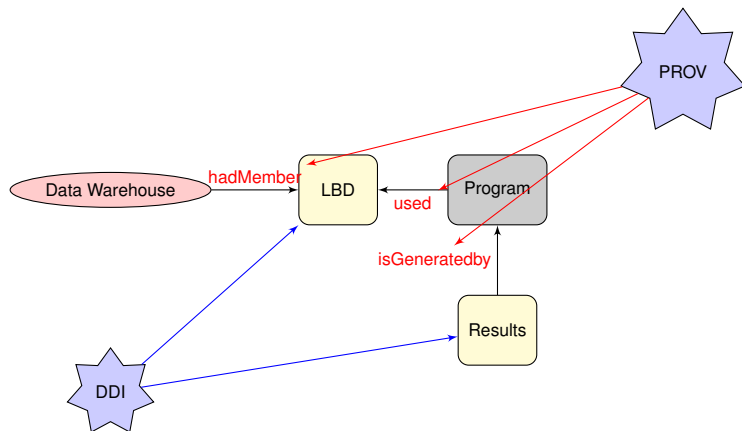 PROV
hadMember
Data Warehouse
LBD
Program
used
isGeneratedby
Results
DDI